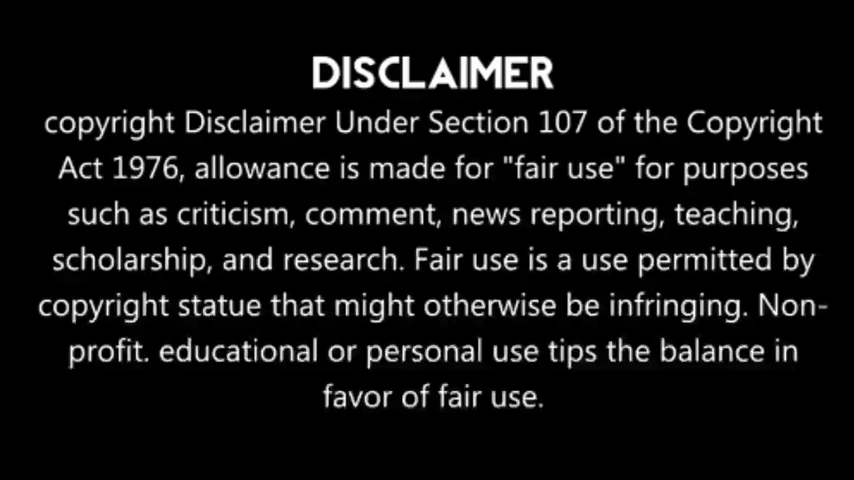 DISCLAIMER
copyright Disclaimer Under Section 107 of the Copyright
Act 1976, allowance is made for "fair use" for purposes
such as criticism, comment, news reporting, teaching,
scholarship, and research. Fair use is a use permitted by
copyright statue that might otherwise be infringing. Non-
profit. educational or personal use tips the balance in
favor of fair use.